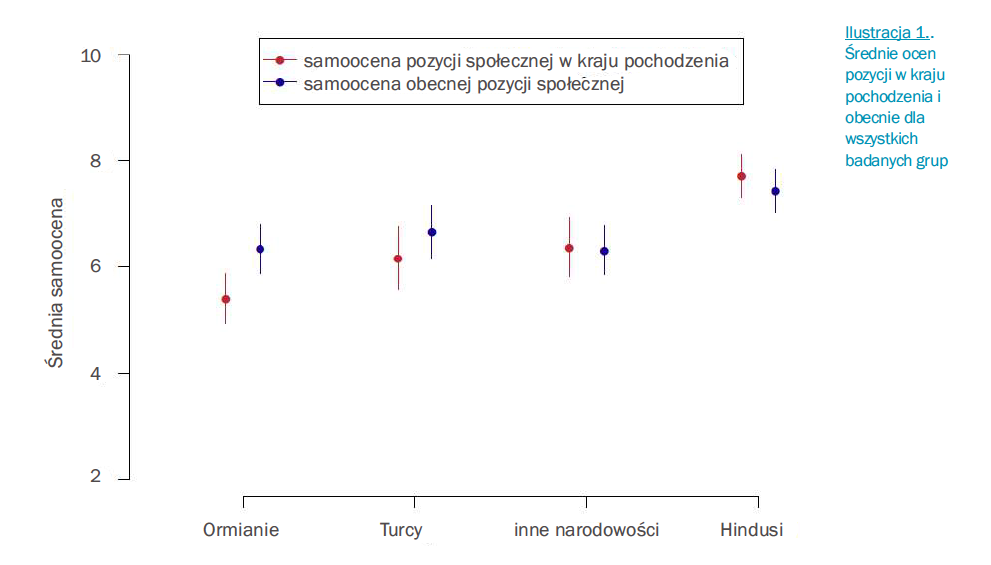 samoocena pozycji społecznej w kraju pochodzenia
samoocena obecnej pozycji społecznej
Ilustracja 1..
Średnie ocen
pozycji w kraju
pochodzenia i
obecnie dla
wszystkich
badanych grup
Średnia samoocena
10
8
6
4
2
Ormianie
Turcy
inne narodowości
Hindusi